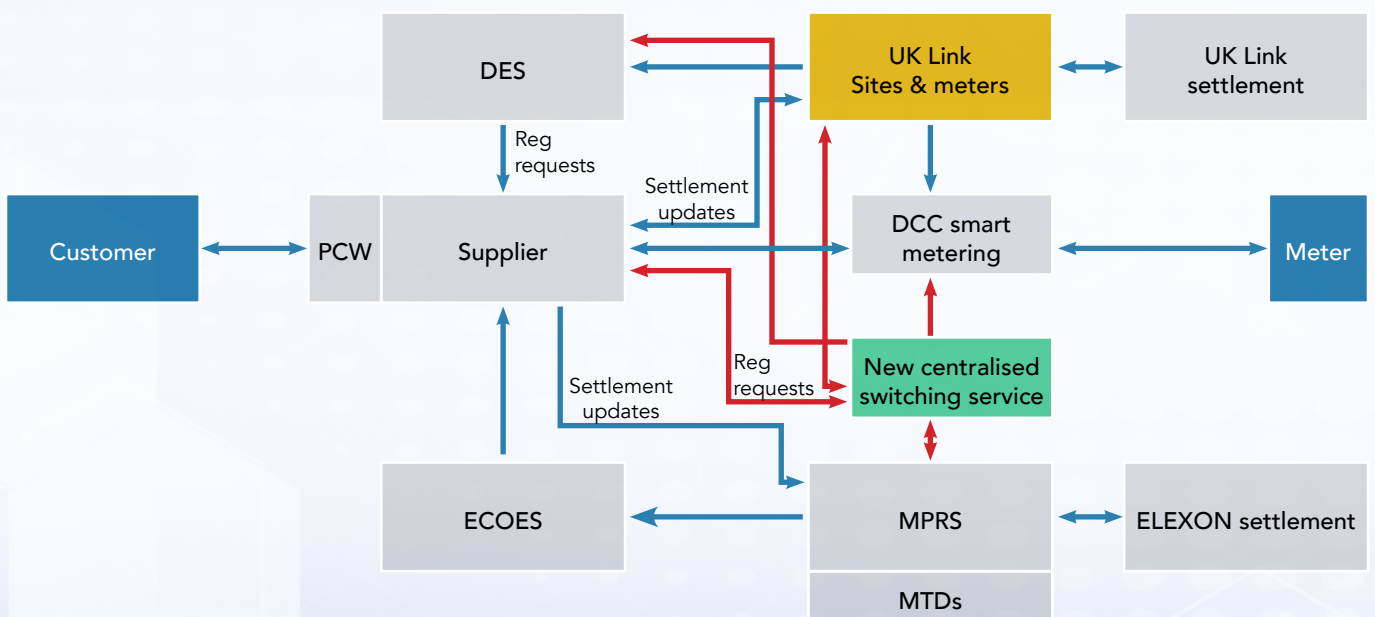 DES
UK Link
Sites & meters
UK Link
settlement
Reg
requests
Settlement
updates
Customer
PCW
Supplier
DCC smart
metering
Meter
New centralised
switching service
Reg
requests
Settlement
updates
ECOES
MPRS
ELEXON settlement
MTDs